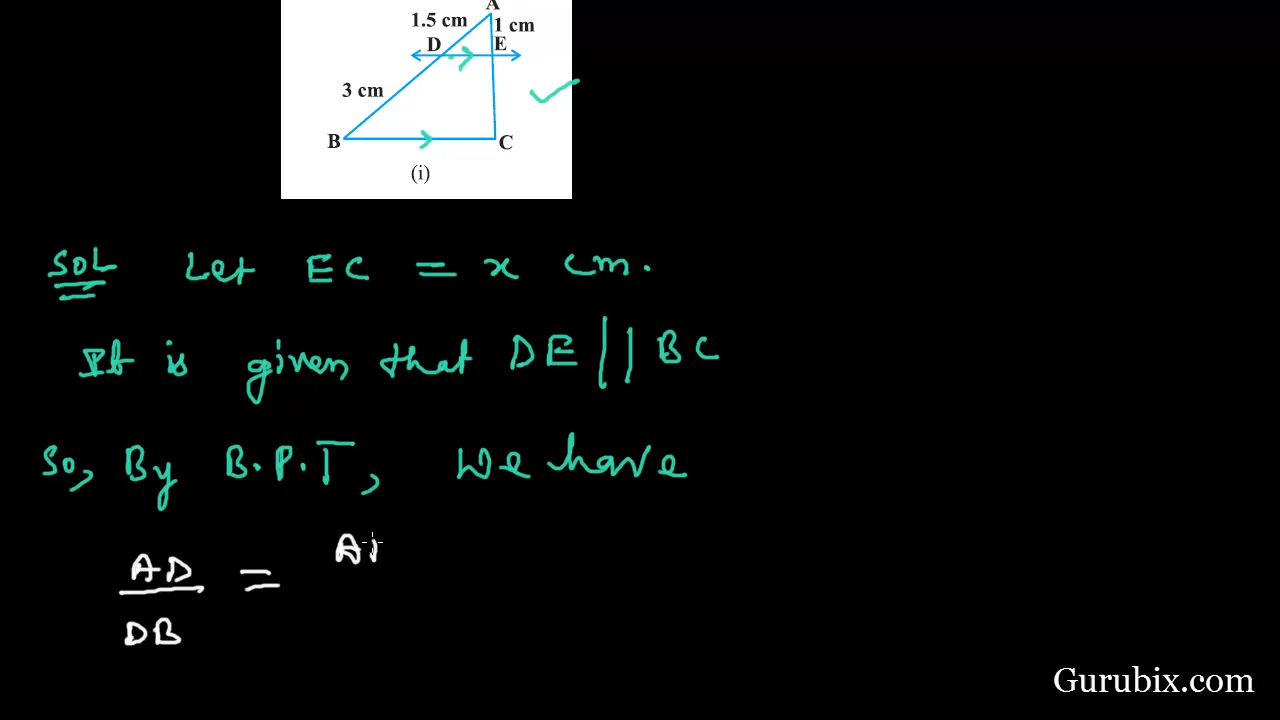 A
1.5 cm
1 cm
D
E
3 cm
B
C
(i)
Sol Let EC = x cm.
It is given that DE || BC
So, By B.P.T, We have
AD =
DB
Gurubix.com